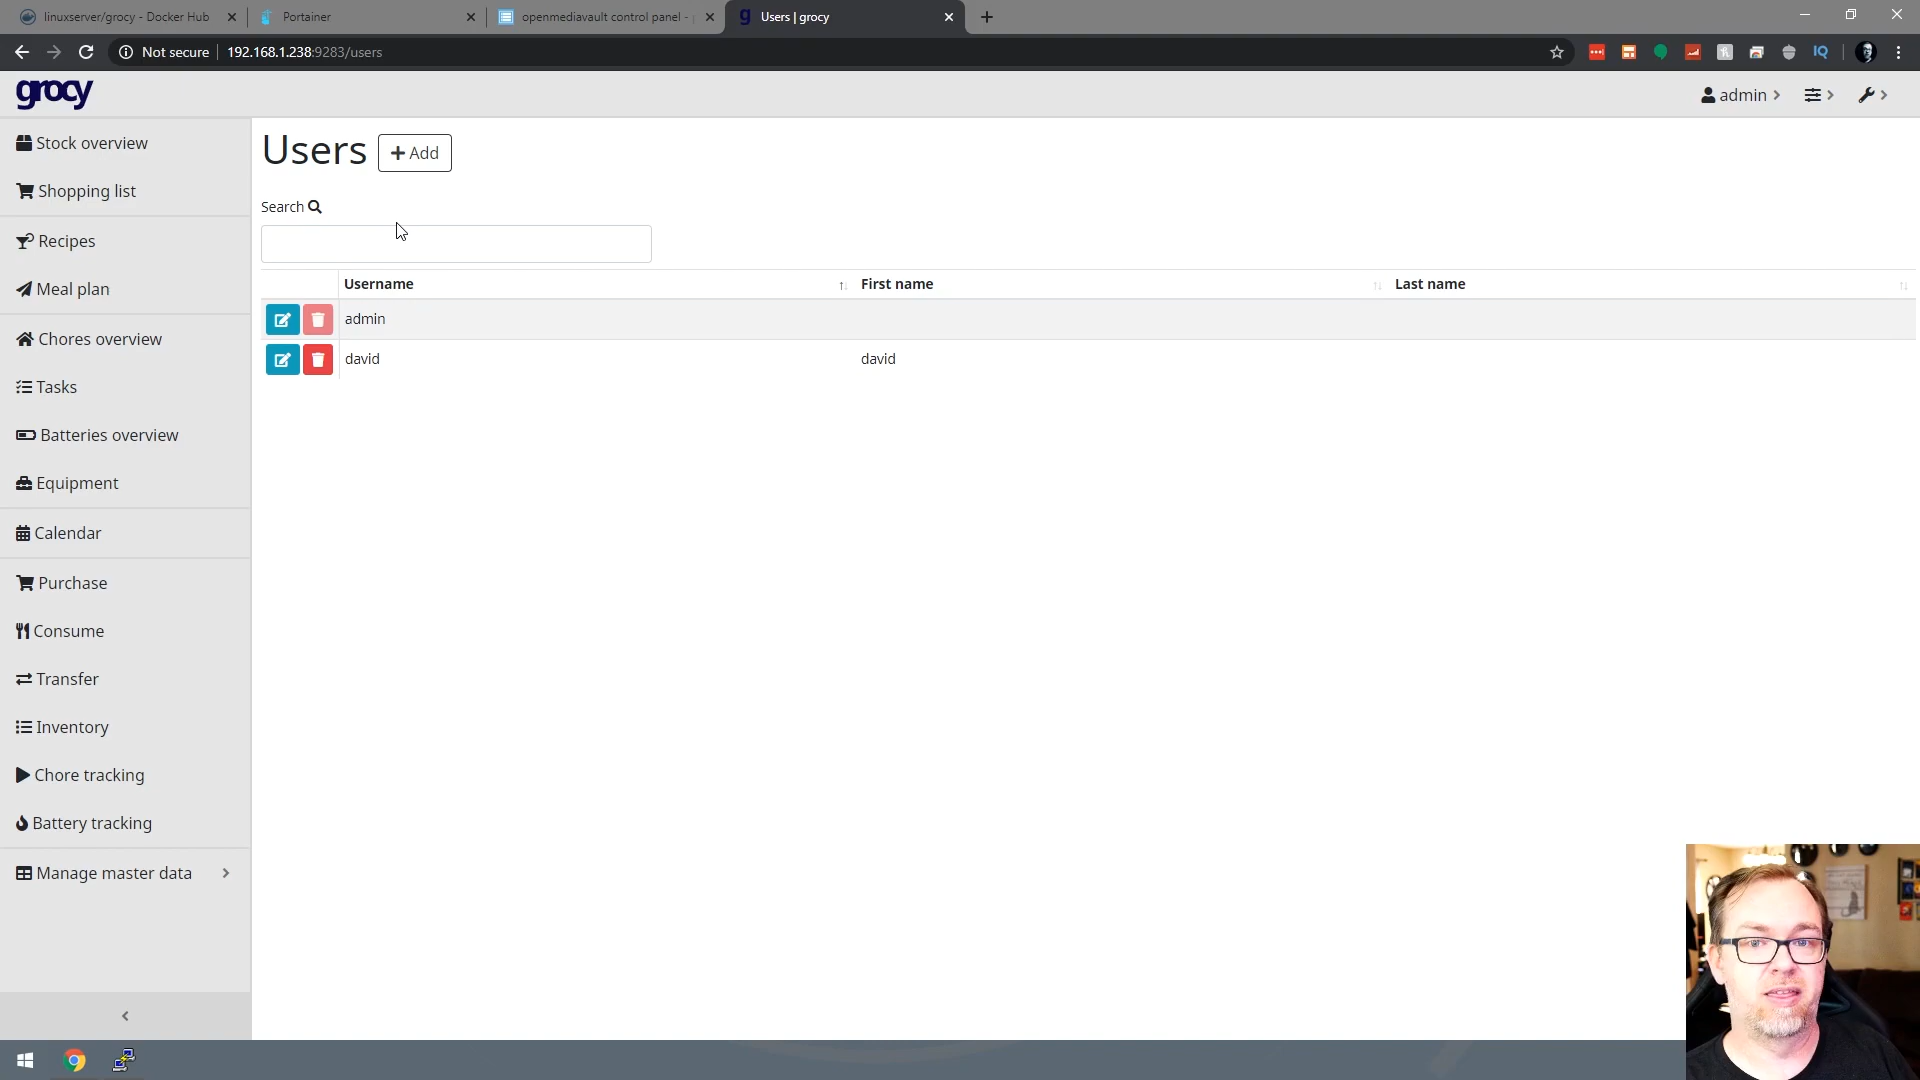 linuxserver/grocy - Docker Hub
Portainer
openmediavault control panel -
Users | grocy
Not secure
192.168.1.238:9283/users
IQ
grocy
admin
Stock overview
Shopping list
Recipes
Meal plan
Chores overview
Tasks
Batteries overview
Equipment
Calendar
Purchase
Consume
Transfer
Inventory
Chore tracking
Battery tracking
Manage master data
Users
Add
Search
Username First name Last name
admin
david david